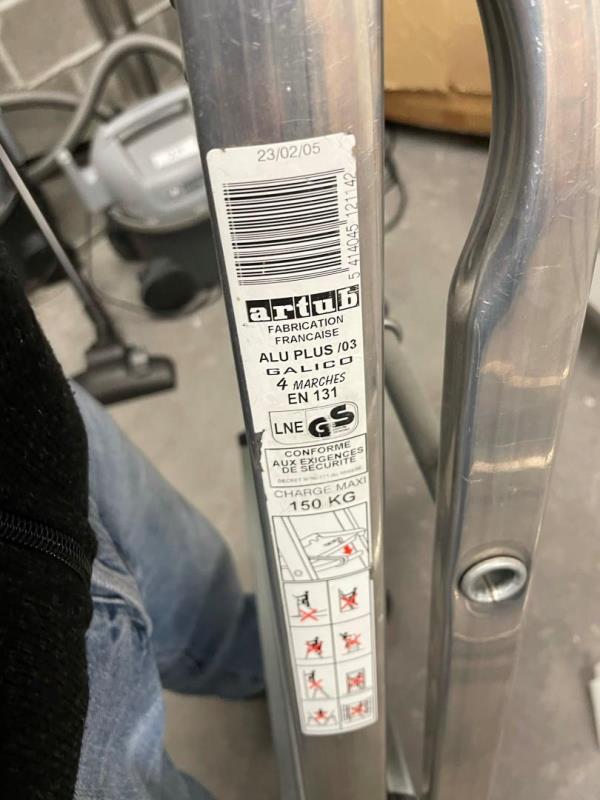 23/02/05
5 414045 121142
artub
FABRICATION
FRANCAISE
ALU PLUS /03
GALICO
4 MARCHES
EN 131
LNE GS
CONFORME
AUX EXIGENCES
DE SECURITE
CHARGE MAXI
150 KG